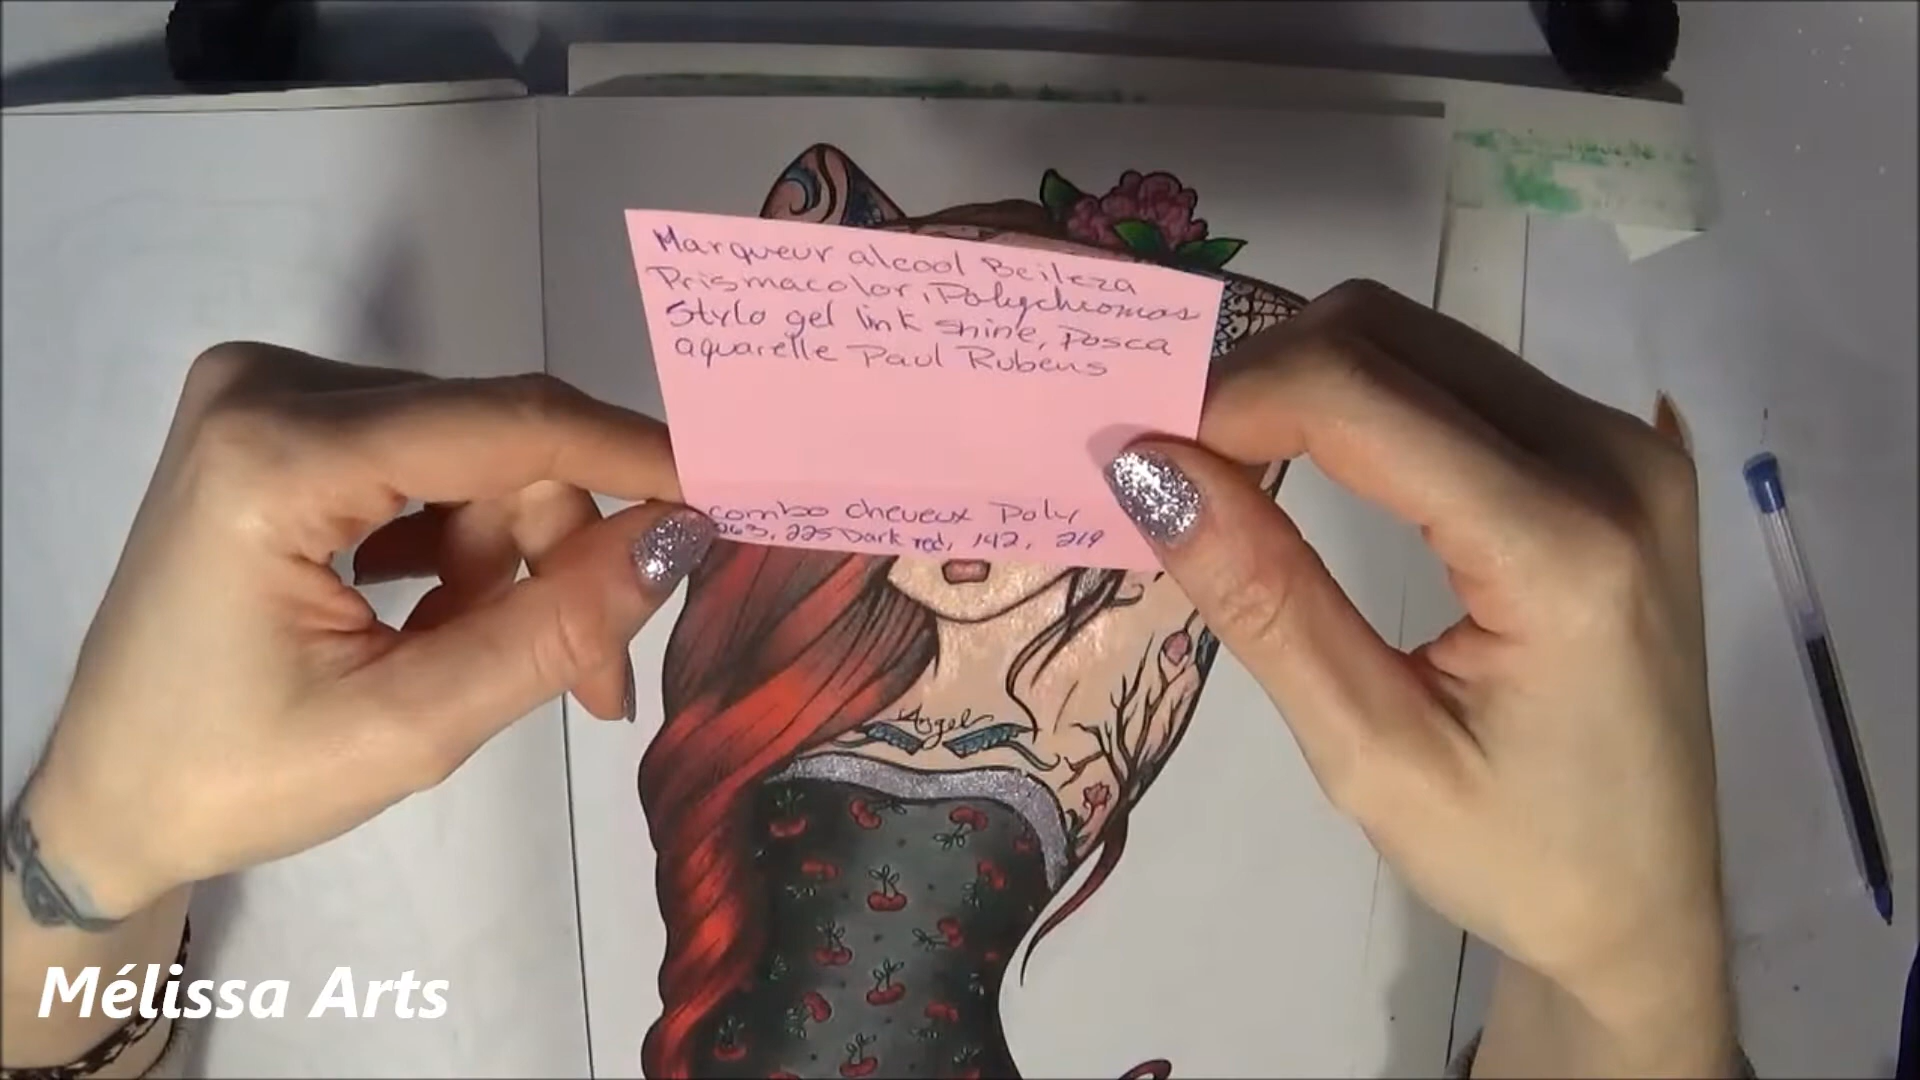 Marqueur alcool Beileza
Prismacolor, Polychromos
Stylo gel link shine, Posca
aquarelle Paul Rubens
combo cheveux Poly
263, 225 Dark red, 142, 219
Angel
Mélissa Arts